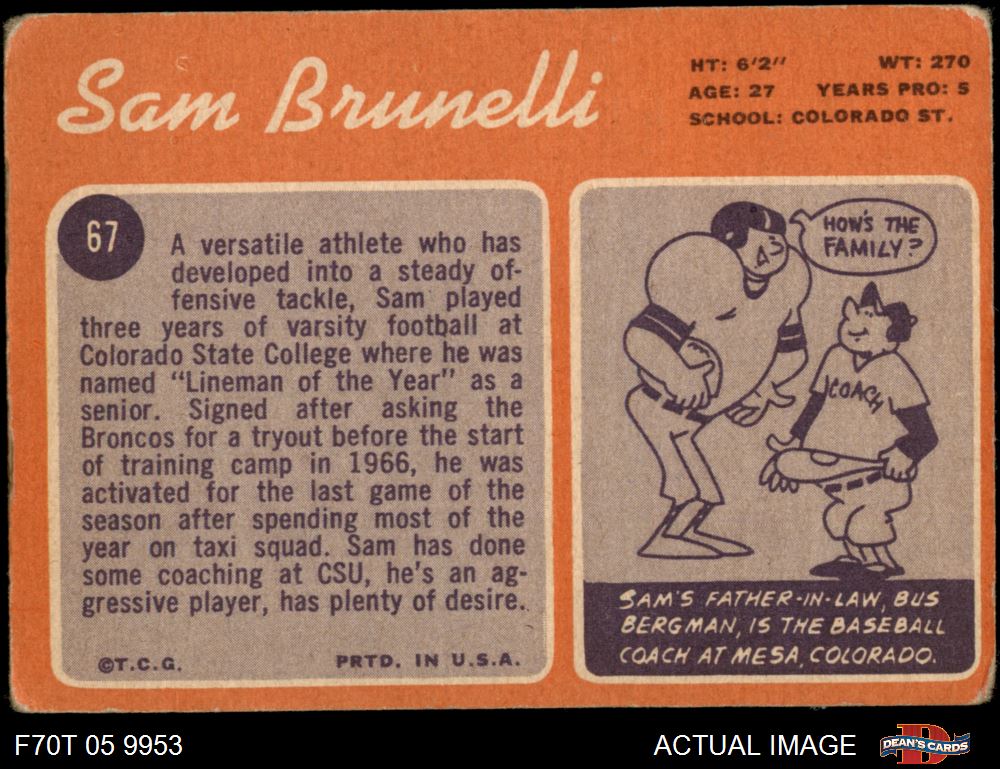 Sam Brunelli
HT: 6'2" WT: 270
AGE: 27 YEARS PRO: 5
SCHOOL: COLORADO ST.
67
A versatile athlete who has
developed into a steady of-
fensive tackle, Sam played
three years of varsity football at
Colorado State College where he was
named "Lineman of the Year" as a
senior. Signed after asking the
Broncos for a tryout before the start
of training camp in 1966, he was
activated for the last game of the
season after spending most of the
year on taxi squad. Sam has done
some coaching at CSU, he's an ag-
gressive player, has plenty of desire.
©T.C.G. PRTD. IN U.S.A.
HOW'S THE
FAMILY?
COACH
SAM'S FATHER-IN-LAW, BUS
BERGMAN, IS THE BASEBALL
COACH AT MESA, COLORADO.
F70T 05 9953
ACTUAL IMAGE
D
DEAN'S CARDS